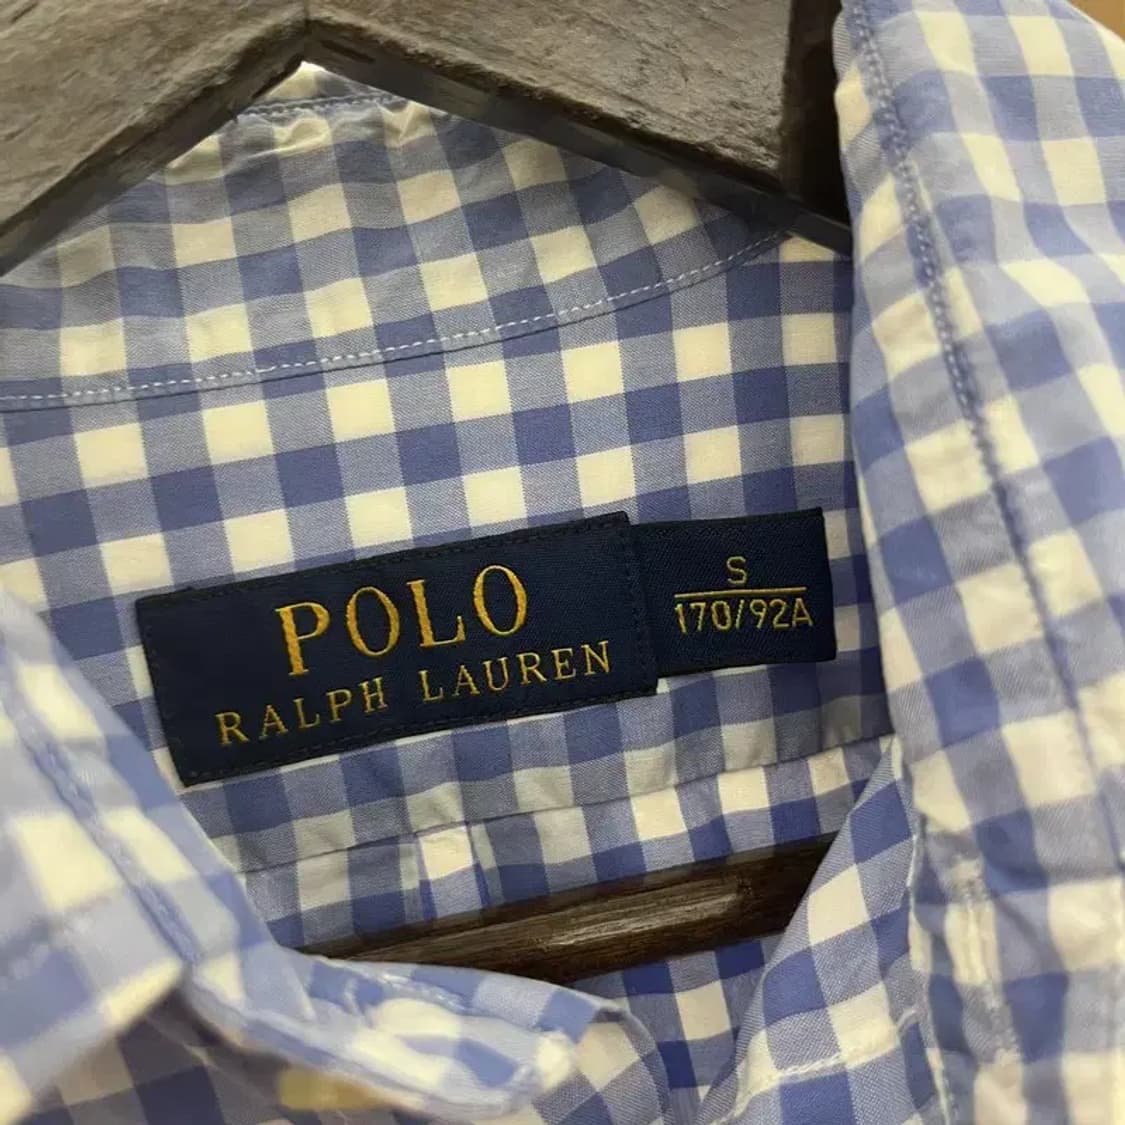 POLO
RALPH LAUREN
S
170/92A